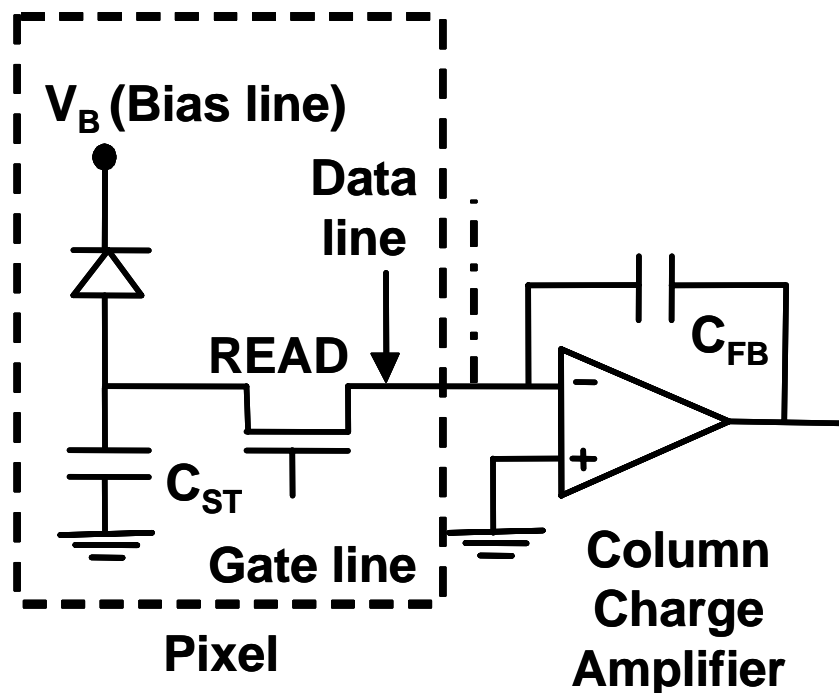 V_B (Bias line)
Data
line
READ
C_FB
−
+
C_ST
Gate line
Pixel
Column
Charge
Amplifier